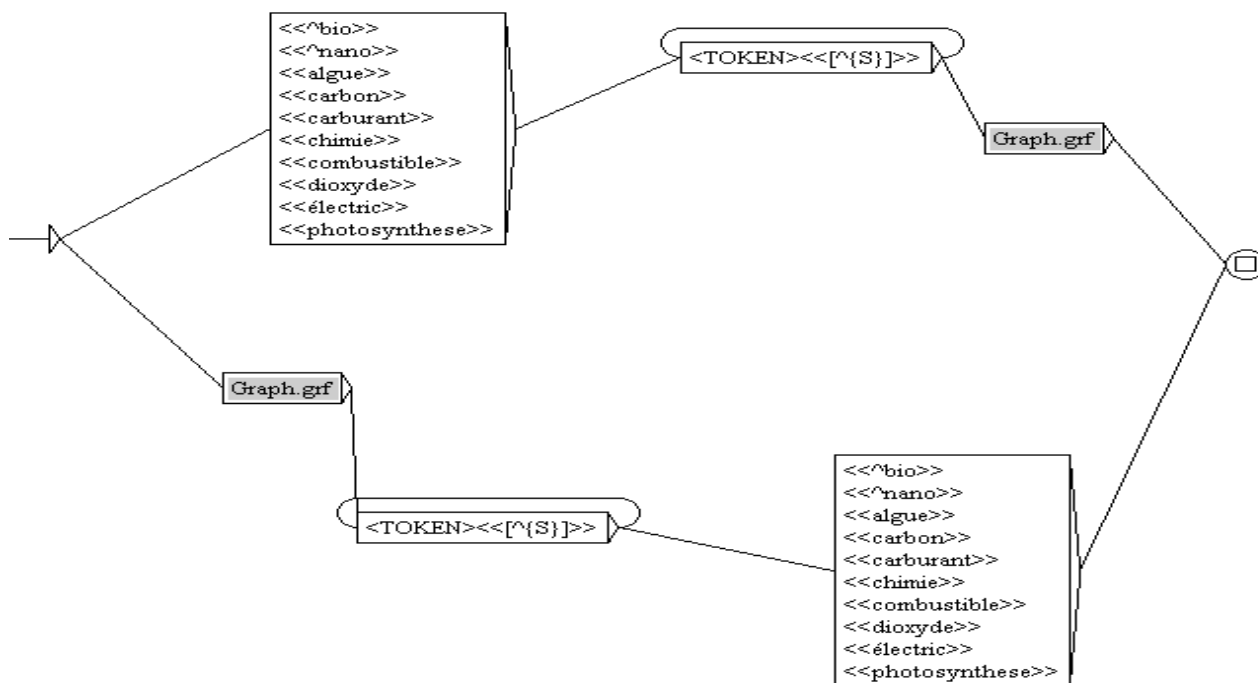 <<^bio>>
<<^nano>>
<<algue>>
<<carbon>>
<<carburant>>
<<chimie>>
<<combustible>>
<<dioxyde>>
<<électric>>
<<photosynthese>>
<TOKEN><<[^{S}]>>
Graph.grf
Graph.grf
<TOKEN><<[^{S}]>>
<<^bio>>
<<^nano>>
<<algue>>
<<carbon>>
<<carburant>>
<<chimie>>
<<combustible>>
<<dioxyde>>
<<électric>>
<<photosynthese>>